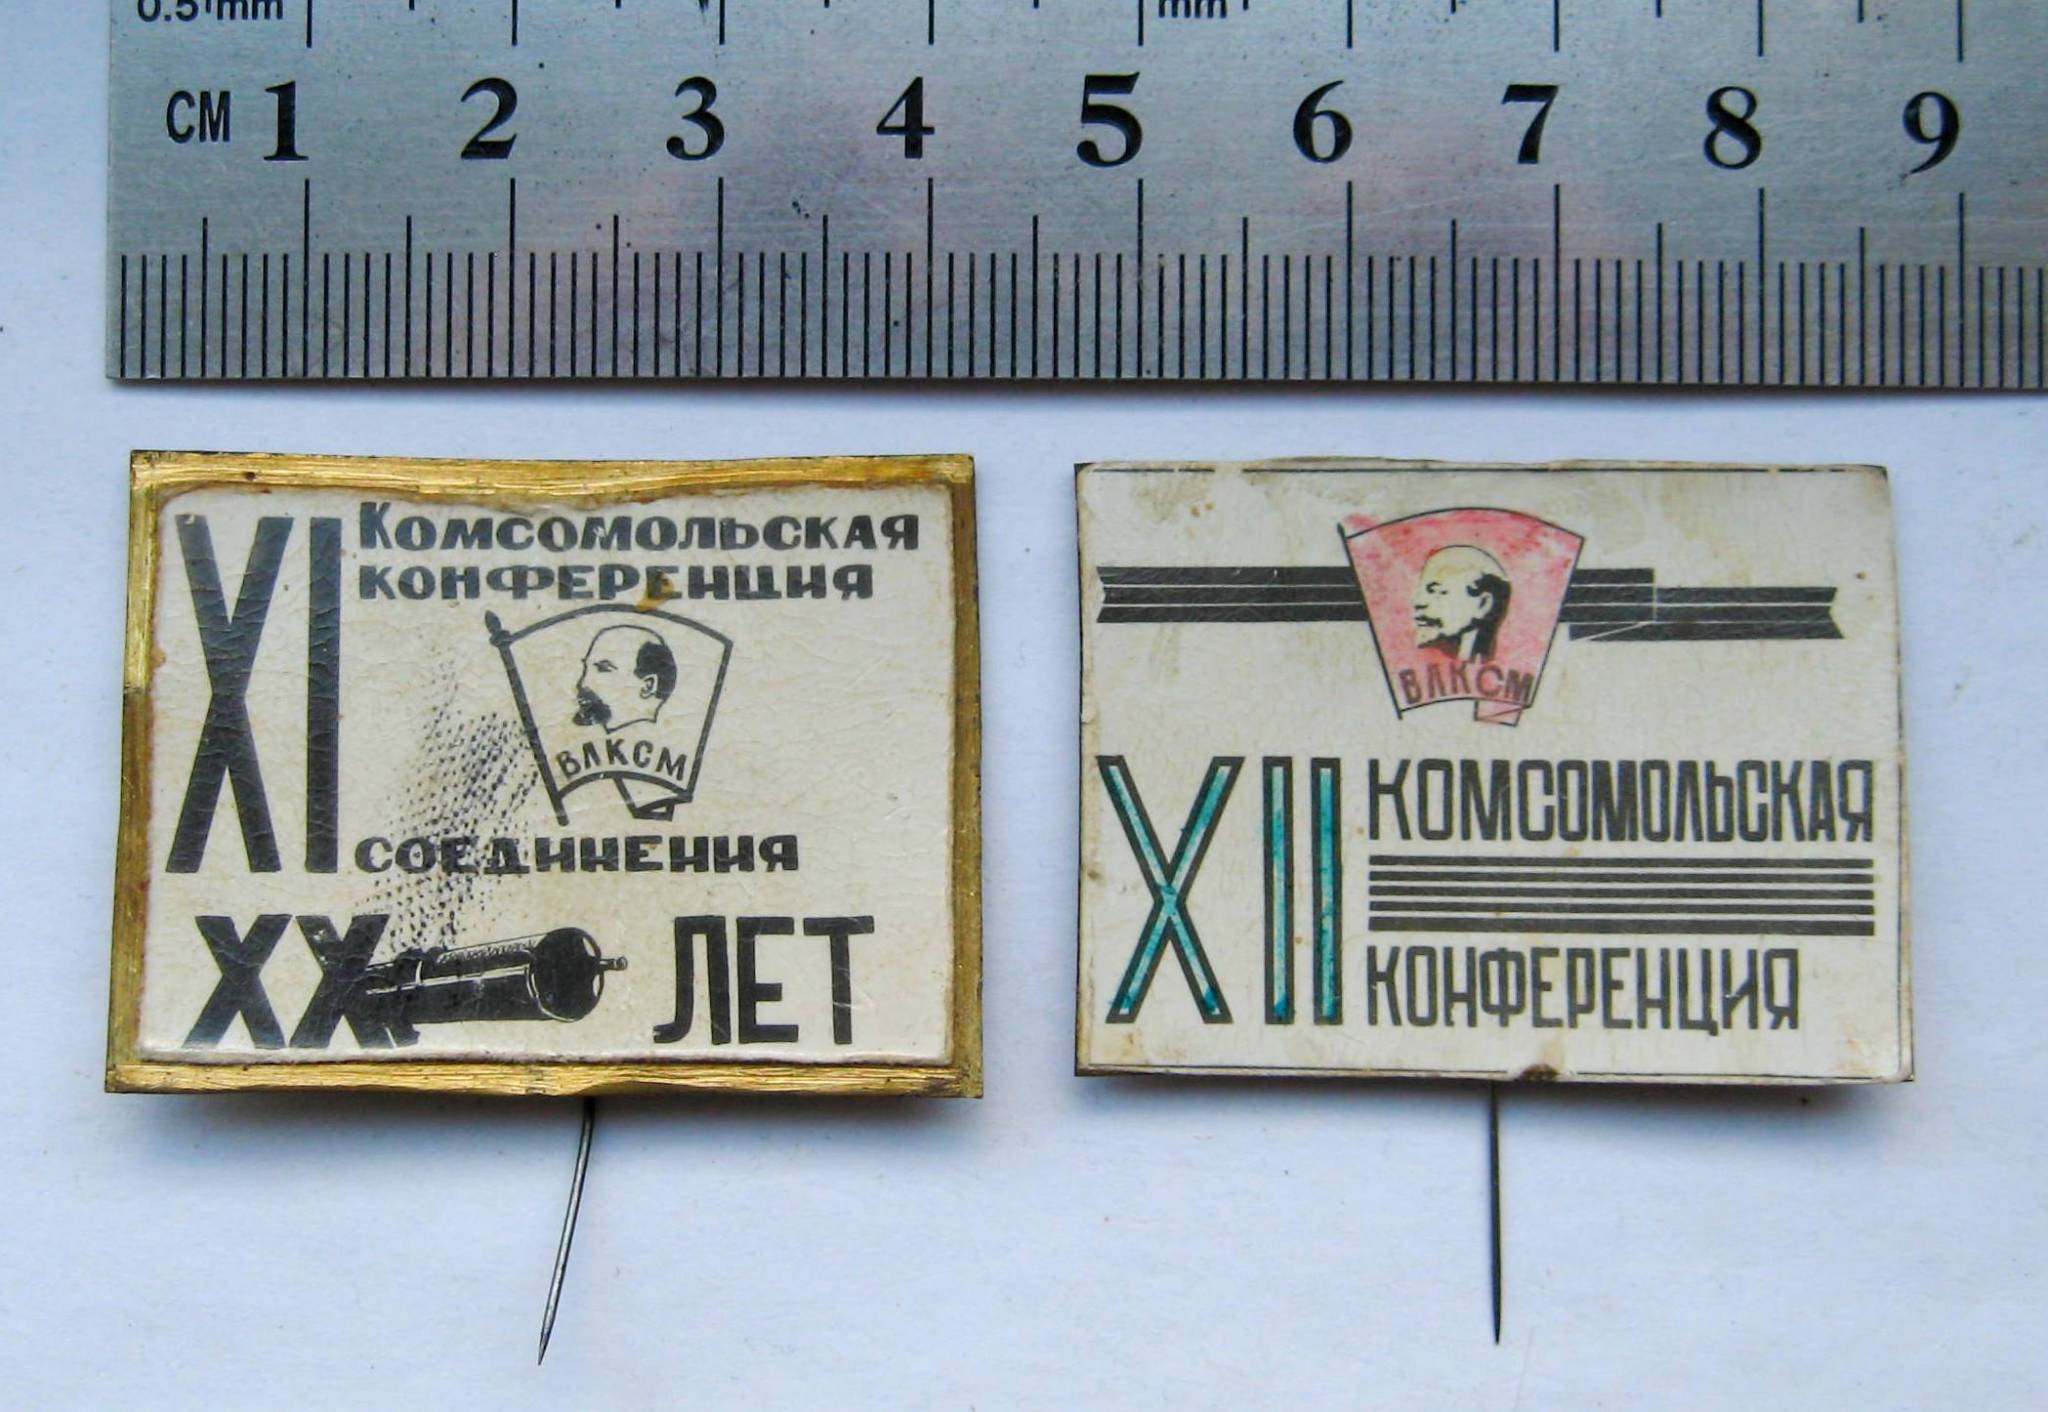 0.5 mm
mm
CM 1 2 3 4 5 6 7 8 9
XI Комсомольская
конференция
ВЛКСМ
соединения
XX ЛЕТ
ВЛКСМ
XII КОМСОМОЛЬСКАЯ
КОНФЕРЕНЦИЯ